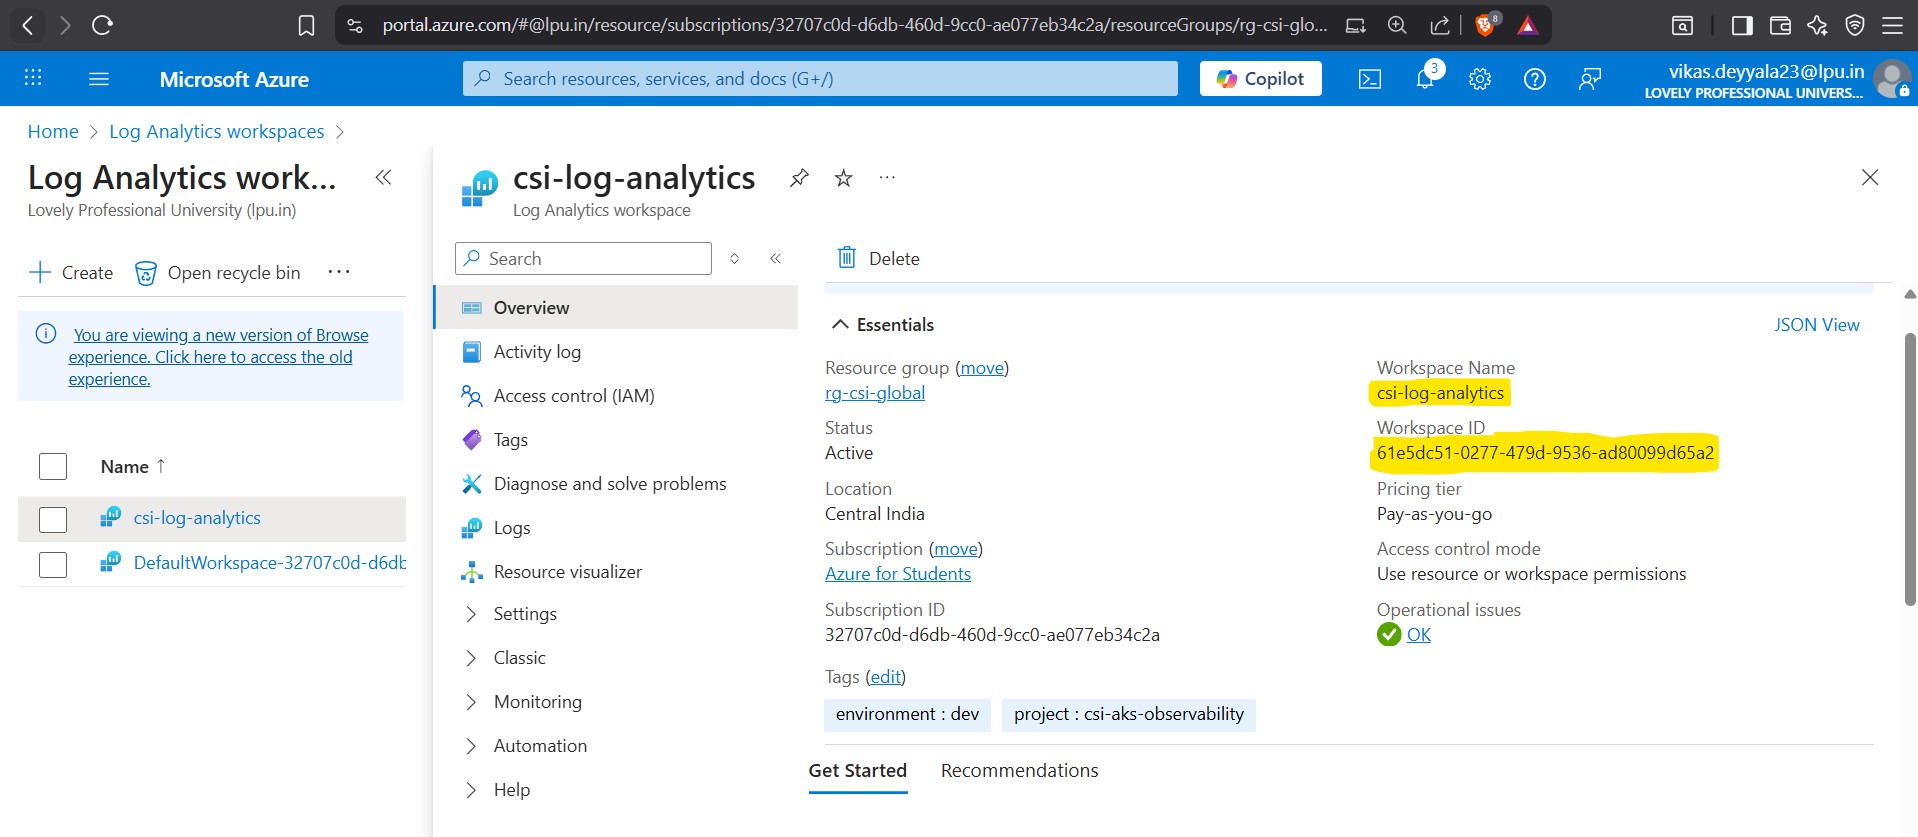 portal.azure.com/#@lpu.in/resource/subscriptions/32707c0d-d6db-460d-9cc0-ae077eb34c2a/resourceGroups/rg-csi-glo...
8
Microsoft Azure
Search resources, services, and docs (G+/)
Copilot
3
vikas.deyyala23@lpu.in
LOVELY PROFESSIONAL UNIVERS...
Home > Log Analytics workspaces >
Log Analytics work...
Lovely Professional University (lpu.in)
Create
Open recycle bin
...
You are viewing a new version of Browse
experience. Click here to access the old
experience.
Name ↑
csi-log-analytics
DefaultWorkspace-32707c0d-d6db
csi-log-analytics
...
Log Analytics workspace
Search
Overview
Activity log
Access control (IAM)
Tags
Diagnose and solve problems
Logs
Resource visualizer
Settings
Classic
Monitoring
Automation
Help
Delete
Essentials
JSON View
Resource group (move)
rg-csi-global
Status
Active
Location
Central India
Subscription (move)
Azure for Students
Subscription ID
32707c0d-d6db-460d-9cc0-ae077eb34c2a
Workspace Name
csi-log-analytics
Workspace ID
61e5dc51-0277-479d-9536-ad80099d65a2
Pricing tier
Pay-as-you-go
Access control mode
Use resource or workspace permissions
Operational issues
OK
Tags (edit)
environment : dev
project : csi-aks-observability
Get Started
Recommendations